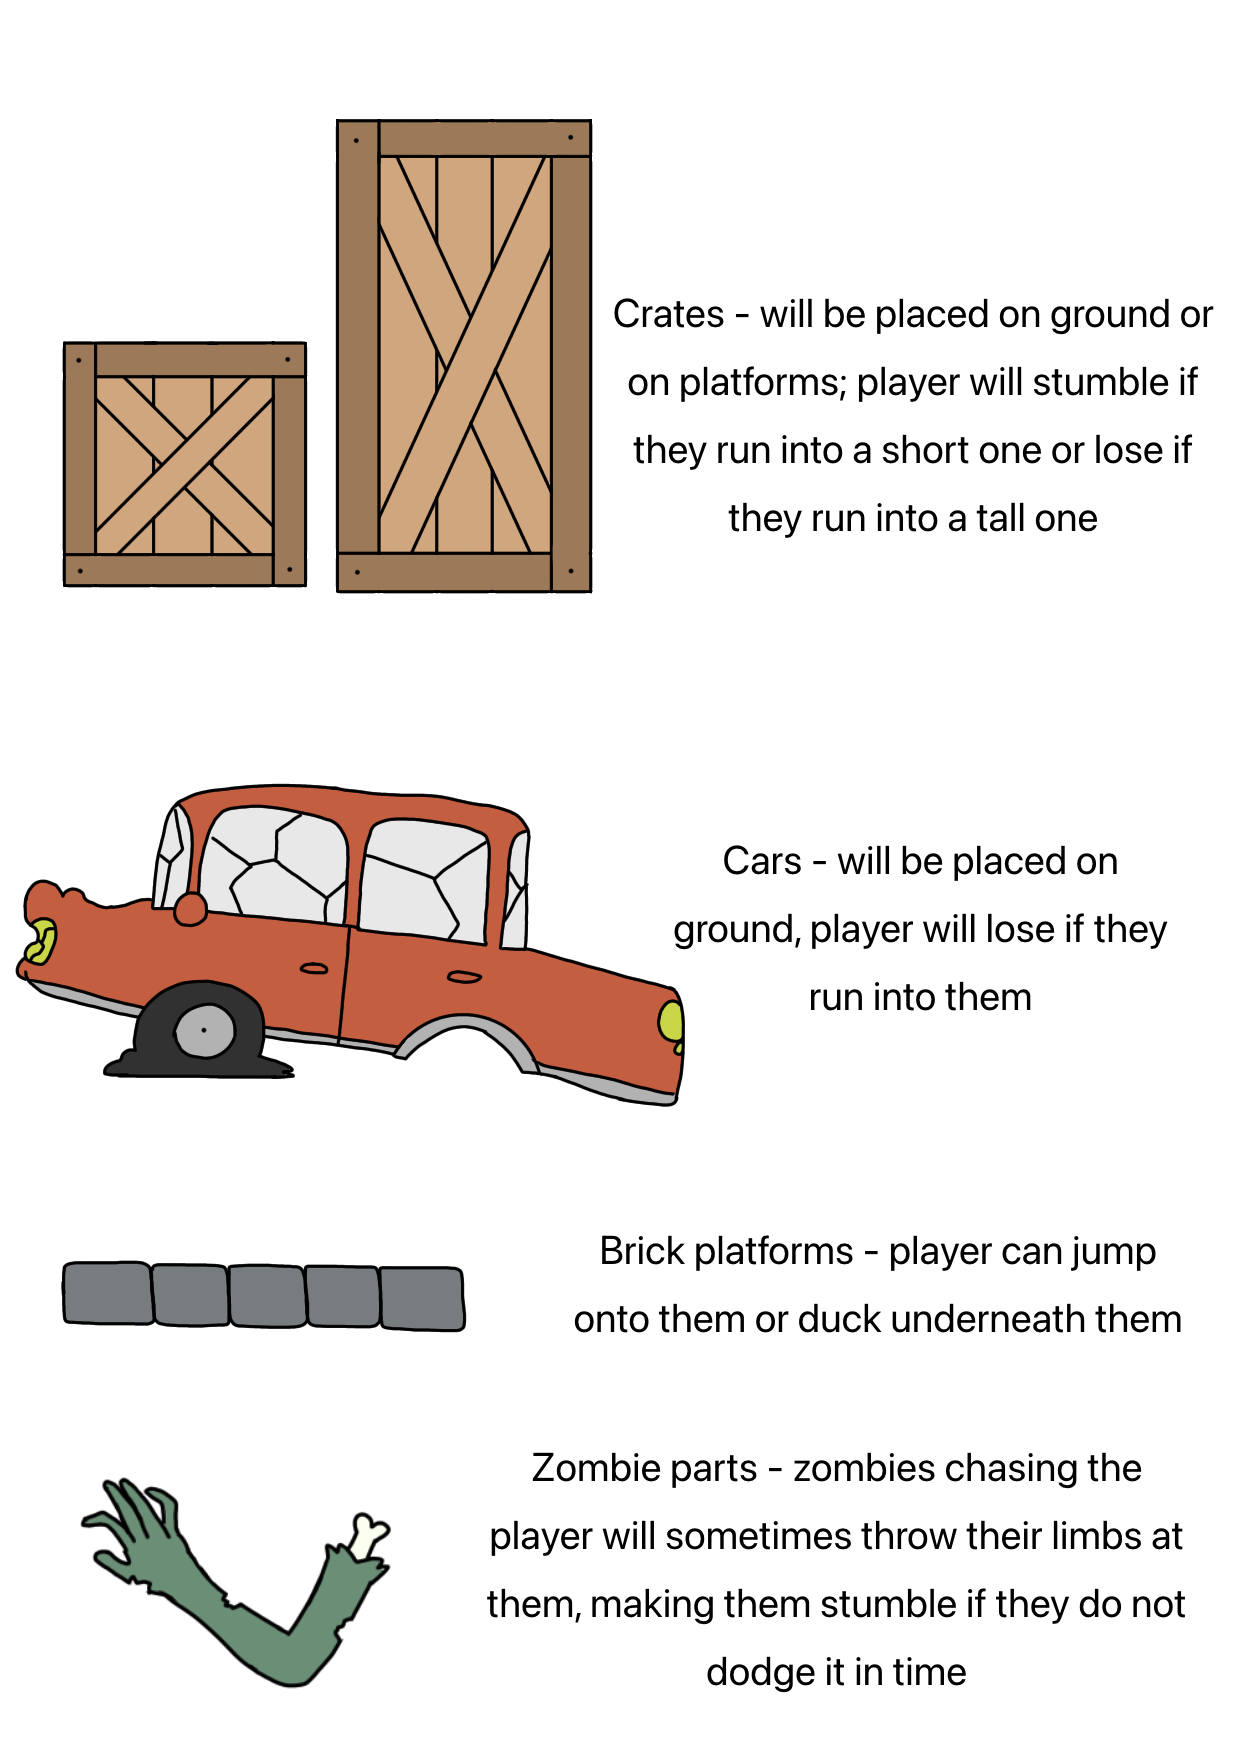 Crates - will be placed on ground or
on platforms; player will stumble if
they run into a short one or lose if
they run into a tall one
Cars - will be placed on
ground, player will lose if they
run into them
Brick platforms - player can jump
onto them or duck underneath them
Zombie parts - zombies chasing the
player will sometimes throw their limbs at
them, making them stumble if they do not
dodge it in time